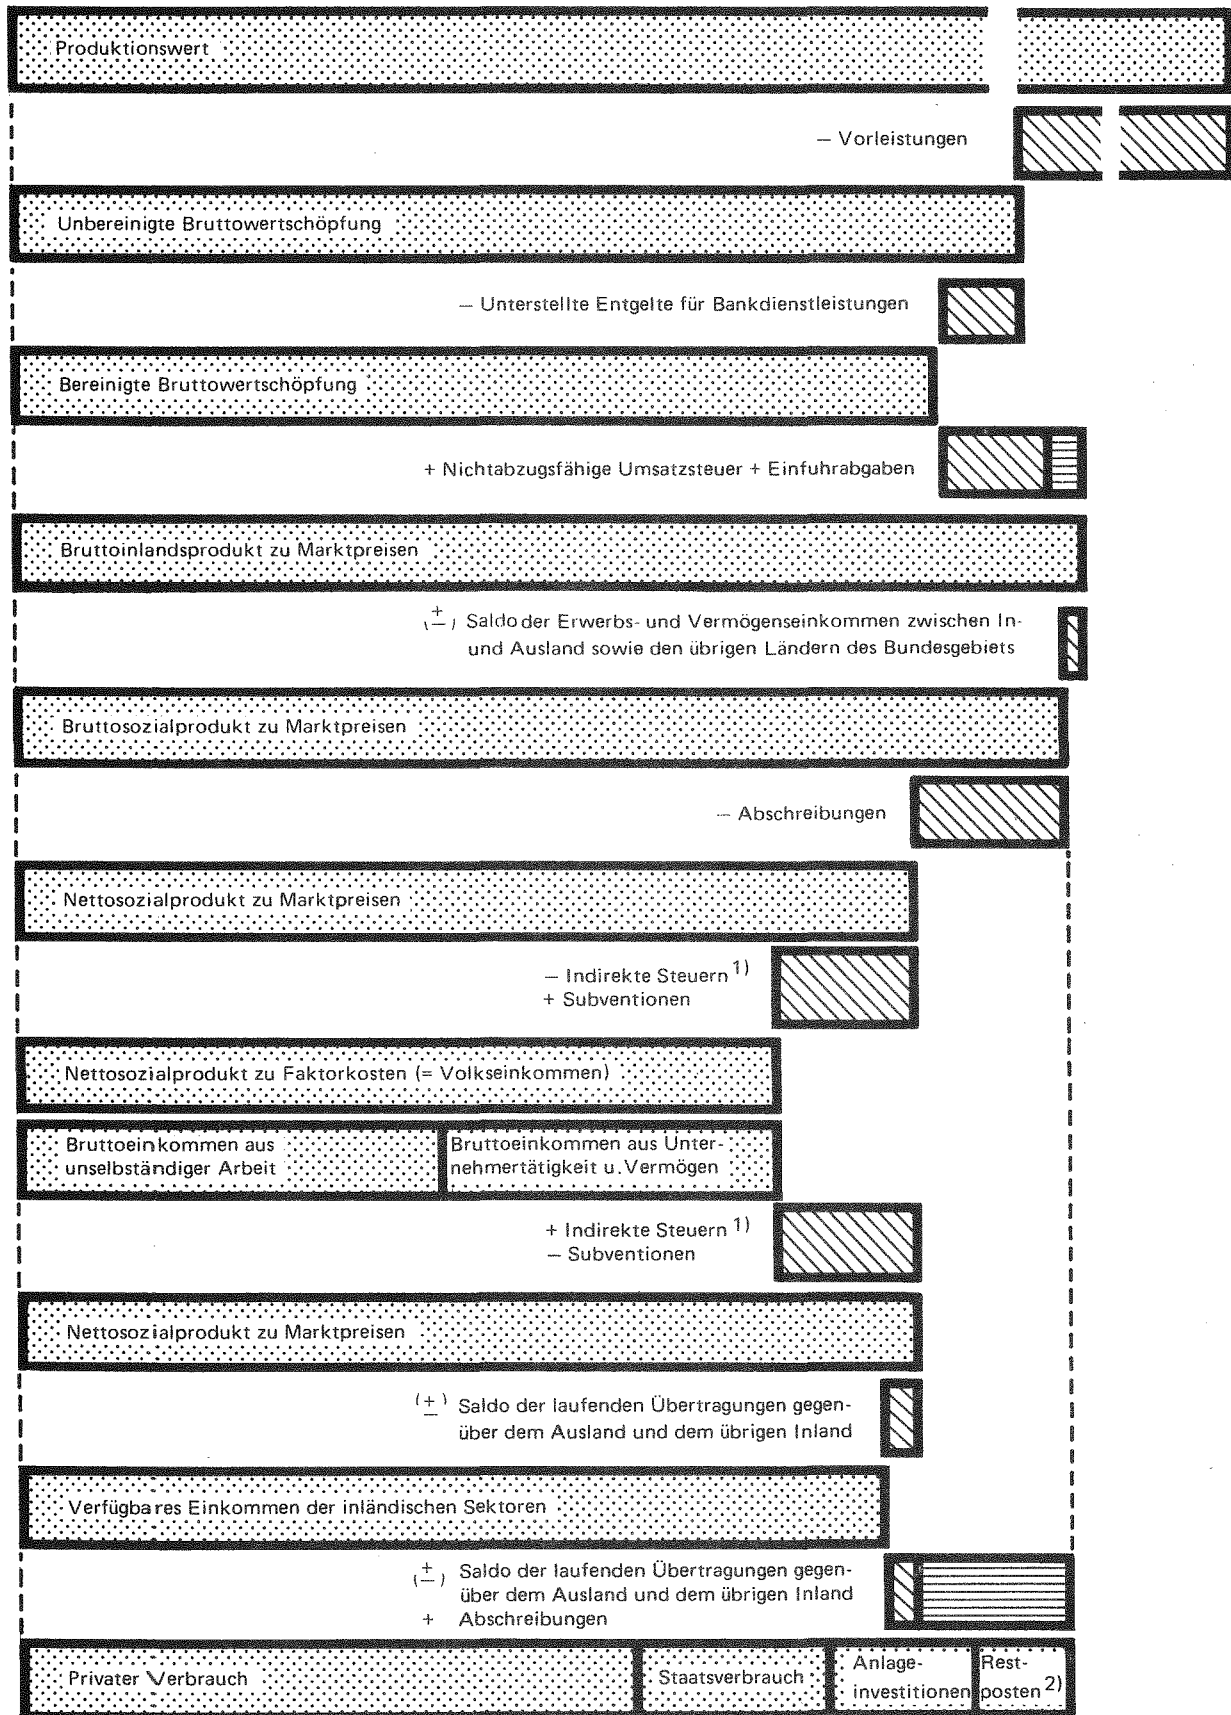 Produktionswert
– Vorleistungen
Unbereinigte Bruttowertschöpfung
– Unterstellte Entgelte für Bankdienstleistungen
Bereinigte Bruttowertschöpfung
+ Nichtabzugsfähige Umsatzsteuer + Einfuhrabgaben
Bruttoinlandsprodukt zu Marktpreisen
(±) Saldo der Erwerbs- und Vermögenseinkommen zwischen In-
und Ausland sowie den übrigen Ländern des Bundesgebiets
Bruttosozialprodukt zu Marktpreisen
– Abschreibungen
Nettosozialprodukt zu Marktpreisen
– Indirekte Steuern 1)
+ Subventionen
Nettosozialprodukt zu Faktorkosten (= Volkseinkommen)
Bruttoeinkommen aus
unselbständiger Arbeit
Bruttoeinkommen aus Unter-
nehmertätigkeit u. Vermögen
+ Indirekte Steuern 1)
– Subventionen
Nettosozialprodukt zu Marktpreisen
(±) Saldo der laufenden Übertragungen gegen-
über dem Ausland und dem übrigen Inland
Verfügbares Einkommen der inländischen Sektoren
(±) Saldo der laufenden Übertragungen gegen-
über dem Ausland und dem übrigen Inland
+ Abschreibungen
Privater Verbrauch
Staatsverbrauch
Anlage-
investitionen
Rest-
posten 2)